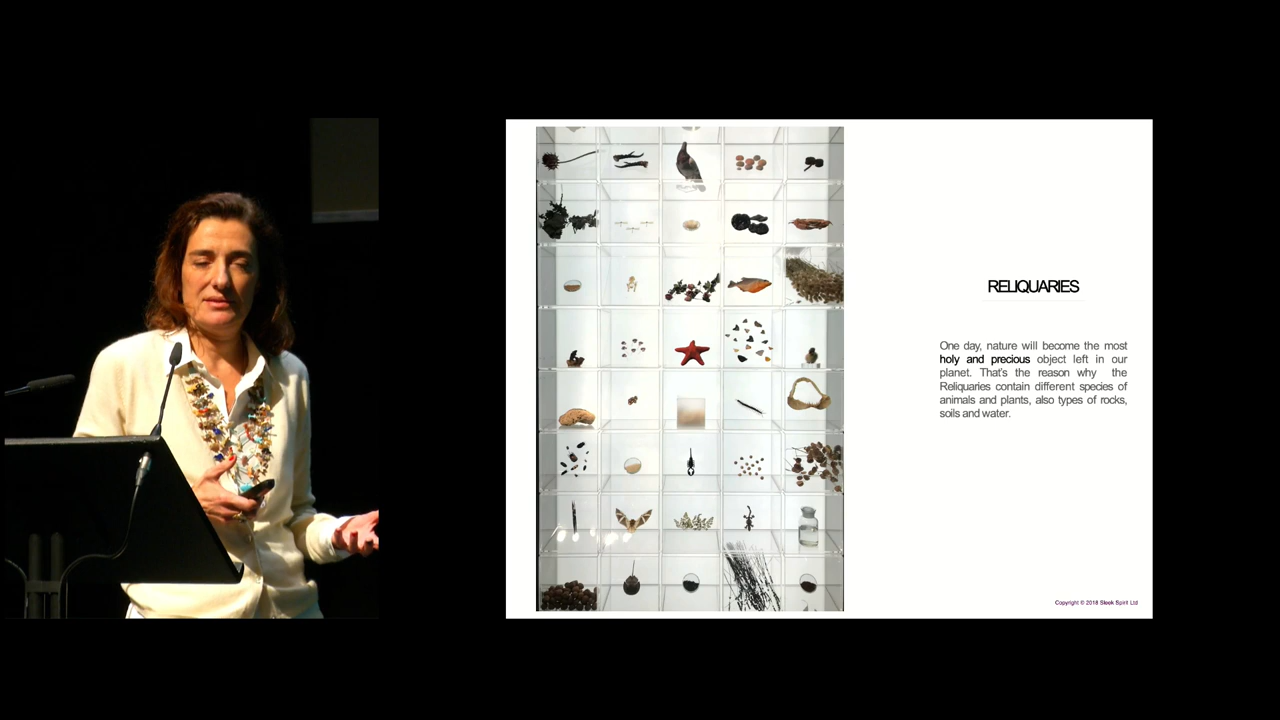 RELIQUARIES
One day, nature will become the most
holy and precious object left in our
planet. That's the reason why the
Reliquaries contain different species of
animals and plants, also types of rocks,
soils and water.
Copyright © 2018 Sleek Spirit Ltd